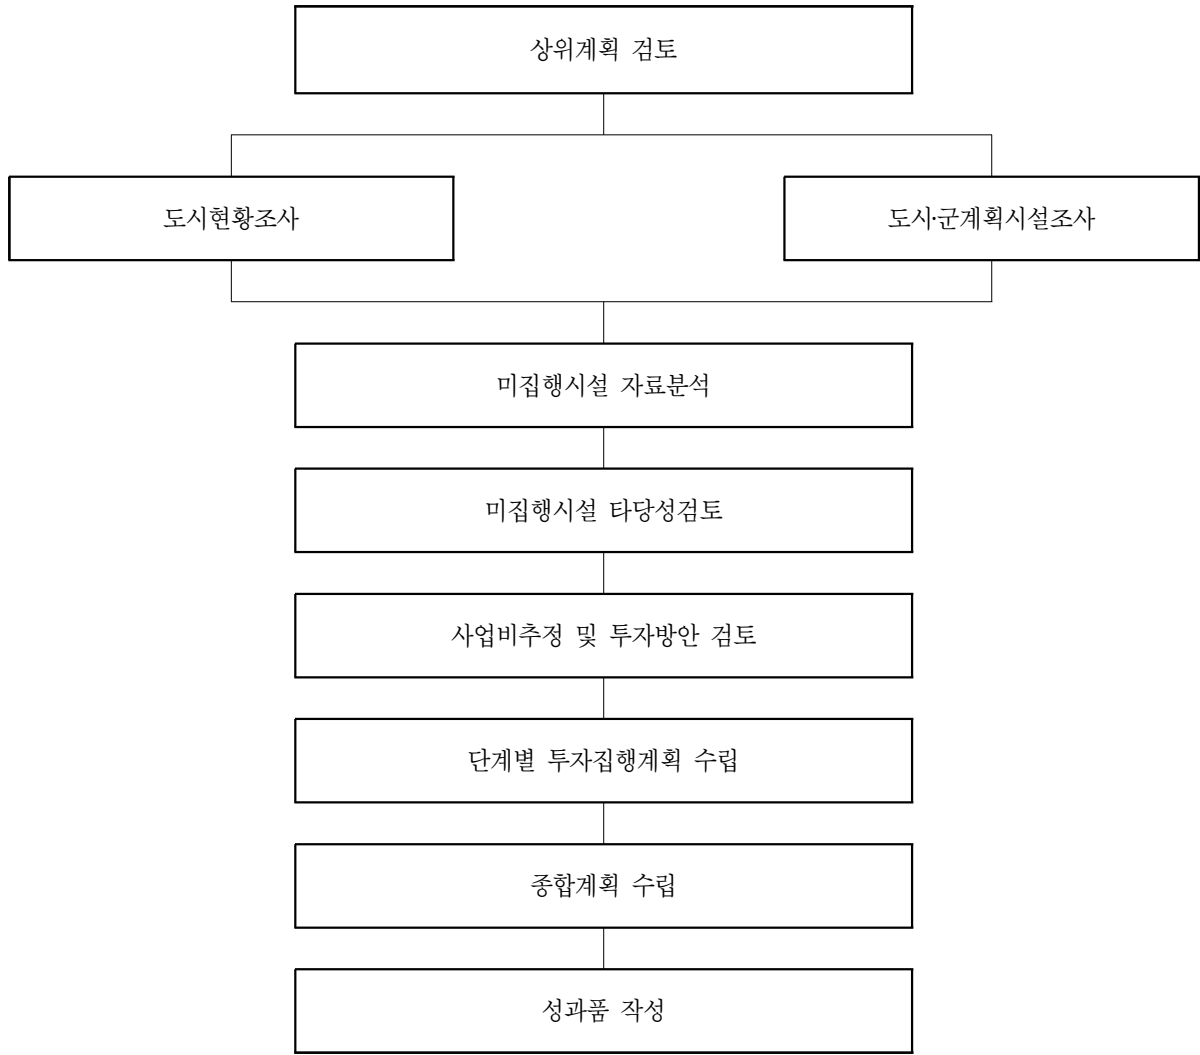 상위계획 검토
도시현황조사
도시·군계획시설조사
미집행시설 자료분석
미집행시설 타당성검토
사업비추정 및 투자방안 검토
단계별 투자집행계획 수립
종합계획 수립
성과품 작성